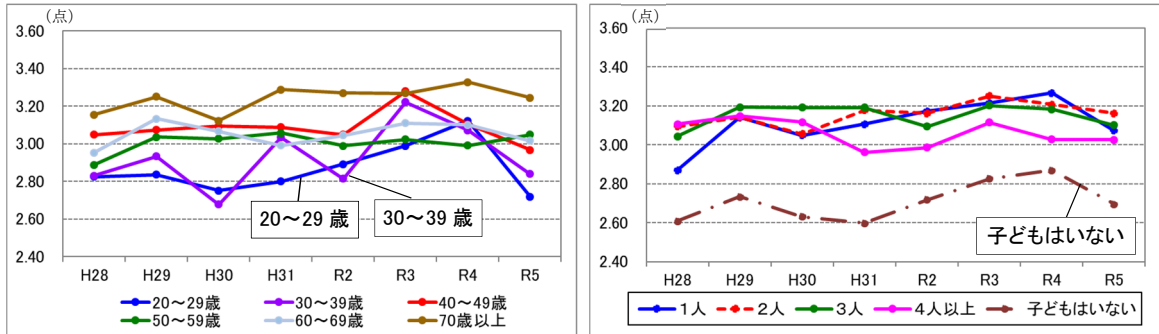 (点)
3.60
3.40
3.20
3.00
2.80
2.60
2.40
H28 H29 H30 H31 R2 R3 R4 R5
20～29 歳
30～39 歳
20～29歳 30～39歳 40～49歳
50～59歳 60～69歳 70歳以上
(点)
3.60
3.40
3.20
3.00
2.80
2.60
2.40
H28 H29 H30 H31 R2 R3 R4 R5
子どもはいない
1人 2人 3人 4人以上 子どもはいない